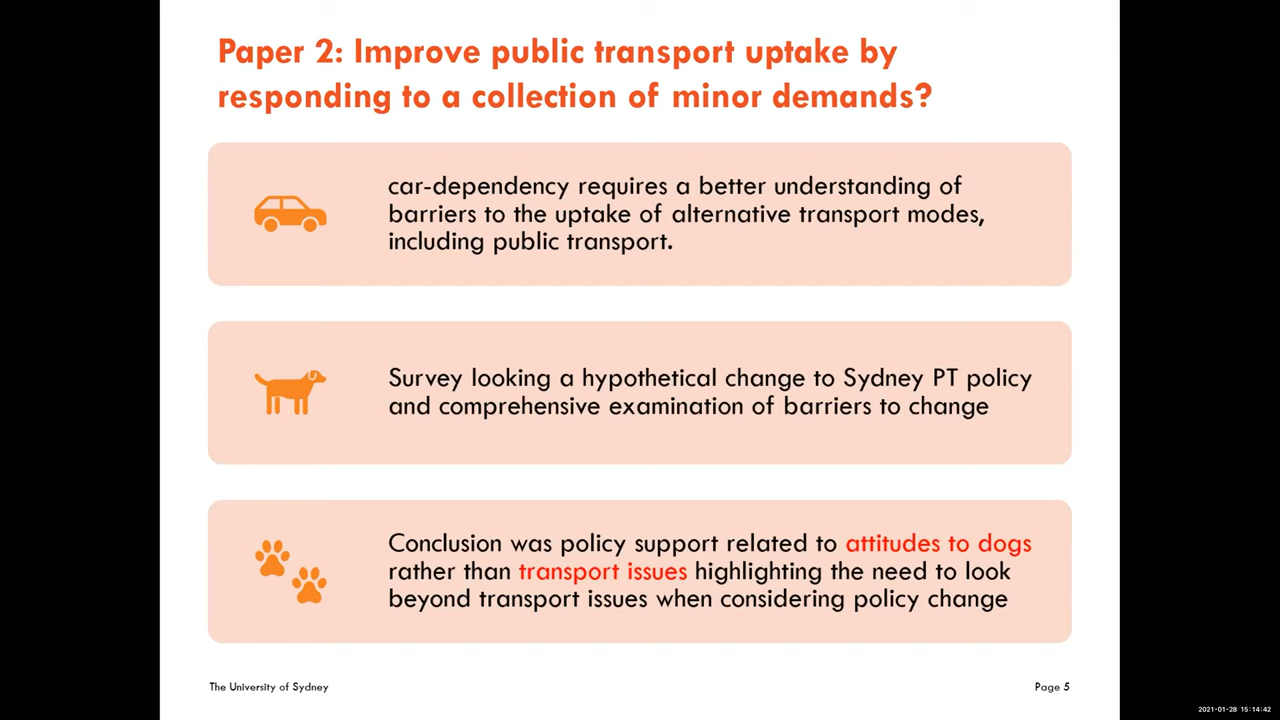 Paper 2: Improve public transport uptake by
responding to a collection of minor demands?
car-dependency requires a better understanding of
barriers to the uptake of alternative transport modes,
including public transport.
Survey looking a hypothetical change to Sydney PT policy
and comprehensive examination of barriers to change
Conclusion was policy support related to attitudes to dogs
rather than transport issues highlighting the need to look
beyond transport issues when considering policy change
The University of Sydney
Page 5
2021-01-28 15:14:42